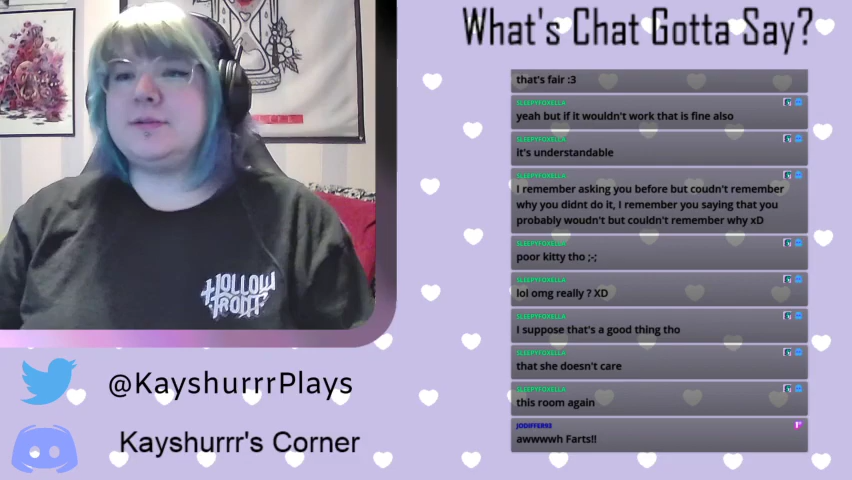 What's Chat Gotta Say?
that's fair :3
SLEEPYFOXELLA
yeah but if it wouldn't work that is fine also
SLEEPYFOXELLA
it's understandable
SLEEPYFOXELLA
I remember asking you before but coudn't remember
why you didnt do it, I remember you saying that you
probably woudn't but couldn't remember why xD
SLEEPYFOXELLA
poor kitty tho ;-;
SLEEPYFOXELLA
lol omg really ? XD
SLEEPYFOXELLA
I suppose that's a good thing tho
SLEEPYFOXELLA
that she doesn't care
SLEEPYFOXELLA
this room again
JODIFFER93
awwwwh Farts!!
HOLLOW
FRONT
@KayshurrrPlays
Kayshurrr's Corner